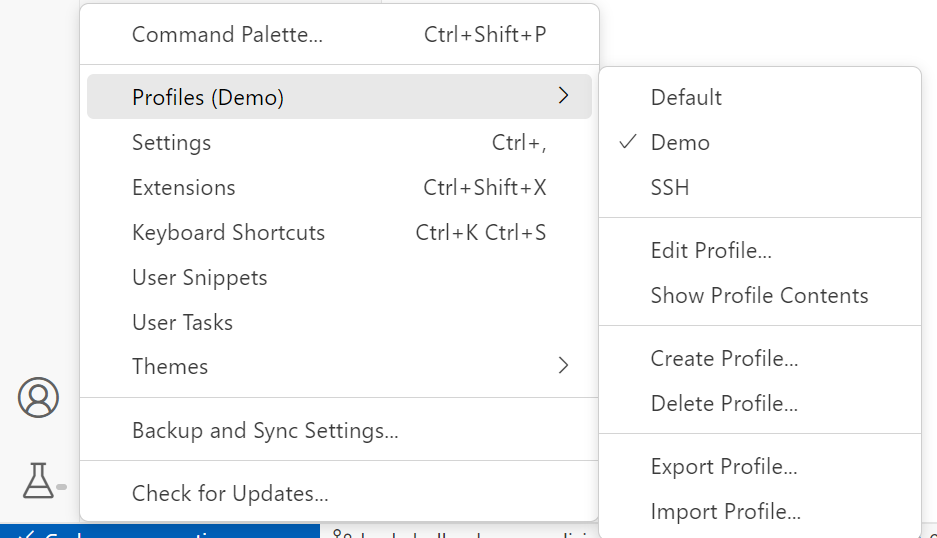 Command Palette... Ctrl+Shift+P
Profiles (Demo)
Settings Ctrl+,
Extensions Ctrl+Shift+X
Keyboard Shortcuts Ctrl+K Ctrl+S
User Snippets
User Tasks
Themes
Backup and Sync Settings...
Check for Updates...
Default
Demo
SSH
Edit Profile...
Show Profile Contents
Create Profile...
Delete Profile...
Export Profile...
Import Profile...